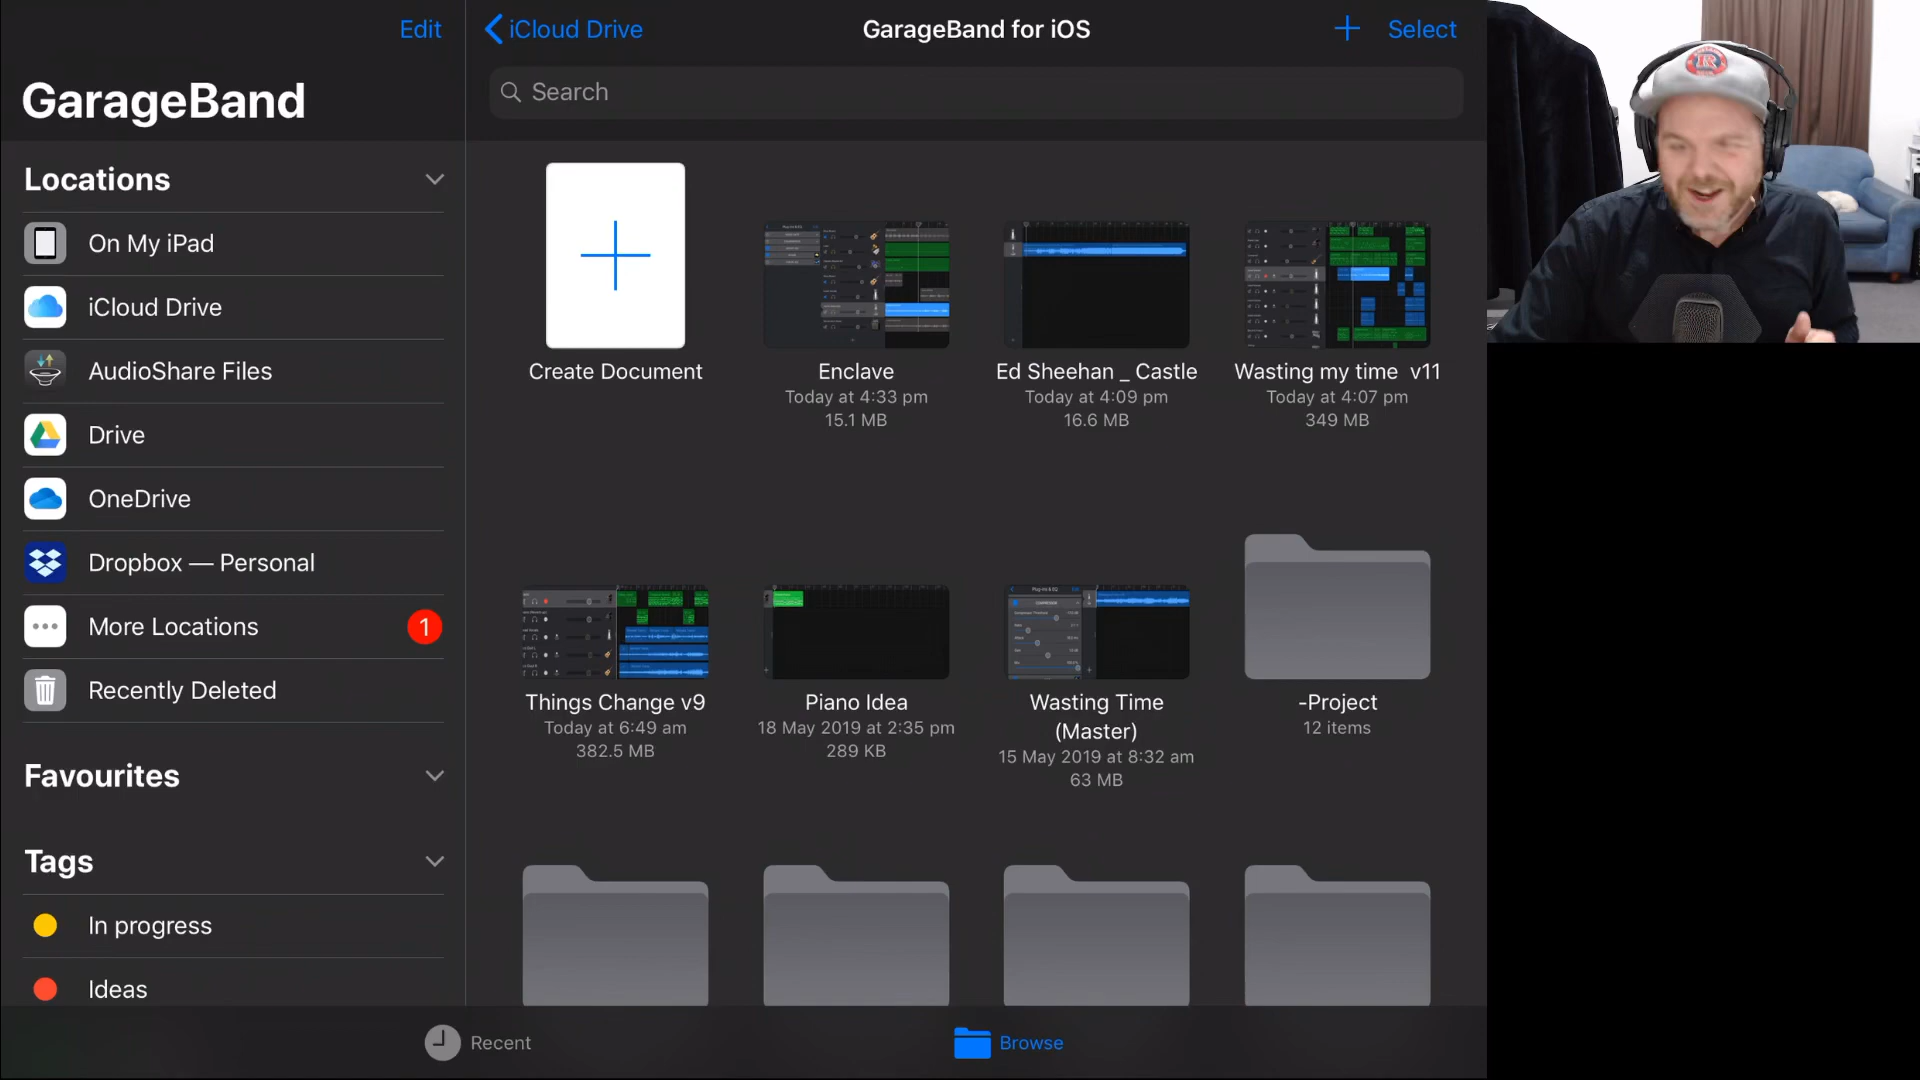 Edit
GarageBand
Locations
On My iPad
iCloud Drive
AudioShare Files
Drive
OneDrive
Dropbox — Personal
More Locations
1
Recently Deleted
Favourites
Tags
In progress
Ideas
iCloud Drive
GarageBand for iOS
Select
Search
Create Document
Enclave
Today at 4:33 pm
15.1 MB
Ed Sheehan _ Castle
Today at 4:09 pm
16.6 MB
Wasting my time v11
Today at 4:07 pm
349 MB
Things Change v9
Today at 6:49 am
382.5 MB
Piano Idea
18 May 2019 at 2:35 pm
289 KB
Wasting Time
(Master)
15 May 2019 at 8:32 am
63 MB
-Project
12 items
Recent
Browse
R